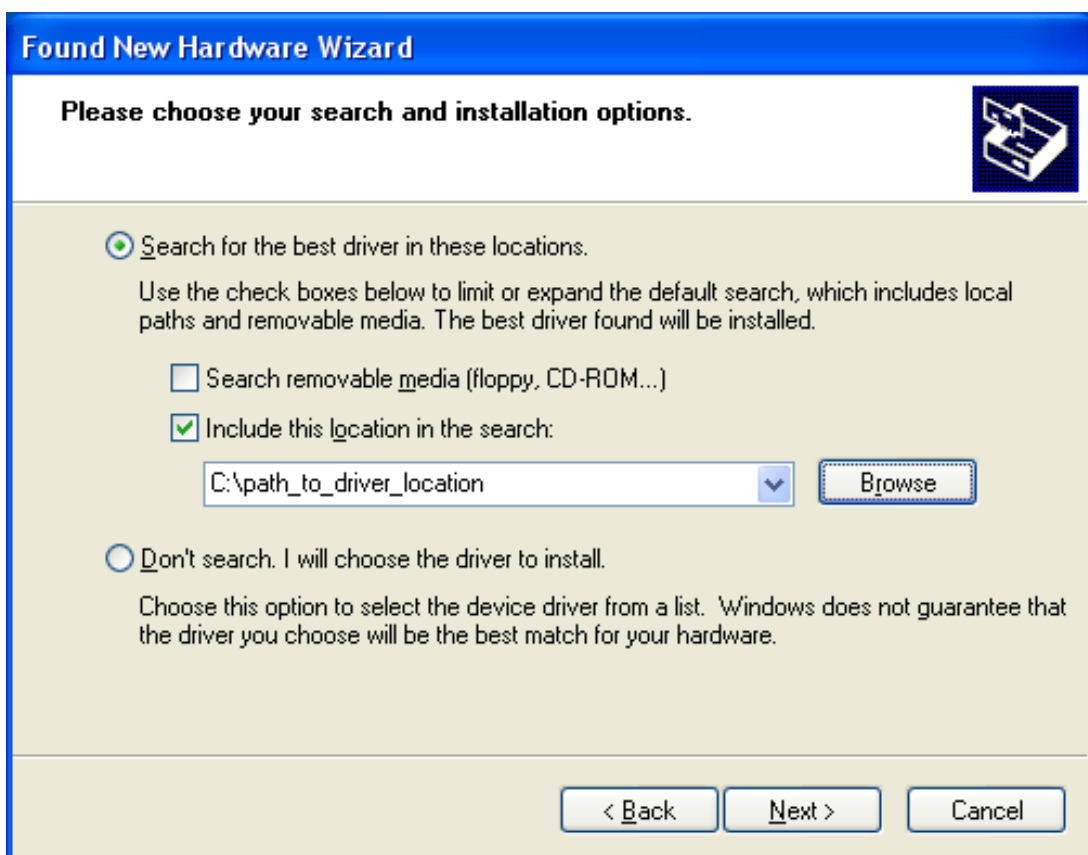 Found New Hardware Wizard
Please choose your search and installation options.
Search for the best driver in these locations.
Use the check boxes below to limit or expand the default search, which includes local
paths and removable media. The best driver found will be installed.
Search removable media (floppy, CD-ROM...)
Include this location in the search:
C:\path_to_driver_location
Browse
Don't search. I will choose the driver to install.
Choose this option to select the device driver from a list.  Windows does not guarantee that
the driver you choose will be the best match for your hardware.
< Back
Next >
Cancel